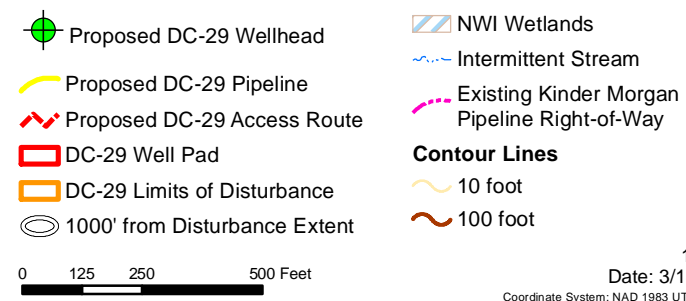 Proposed DC-29 Wellhead
Proposed DC-29 Pipeline
Proposed DC-29 Access Route
DC-29 Well Pad
DC-29 Limits of Disturbance
1000' from Disturbance Extent
0 125 250 500 Feet
NWI Wetlands
Intermittent Stream
Existing Kinder Morgan
Pipeline Right-of-Way
Contour Lines
10 foot
100 foot
Date: 3/1
Coordinate System: NAD 1983 UT